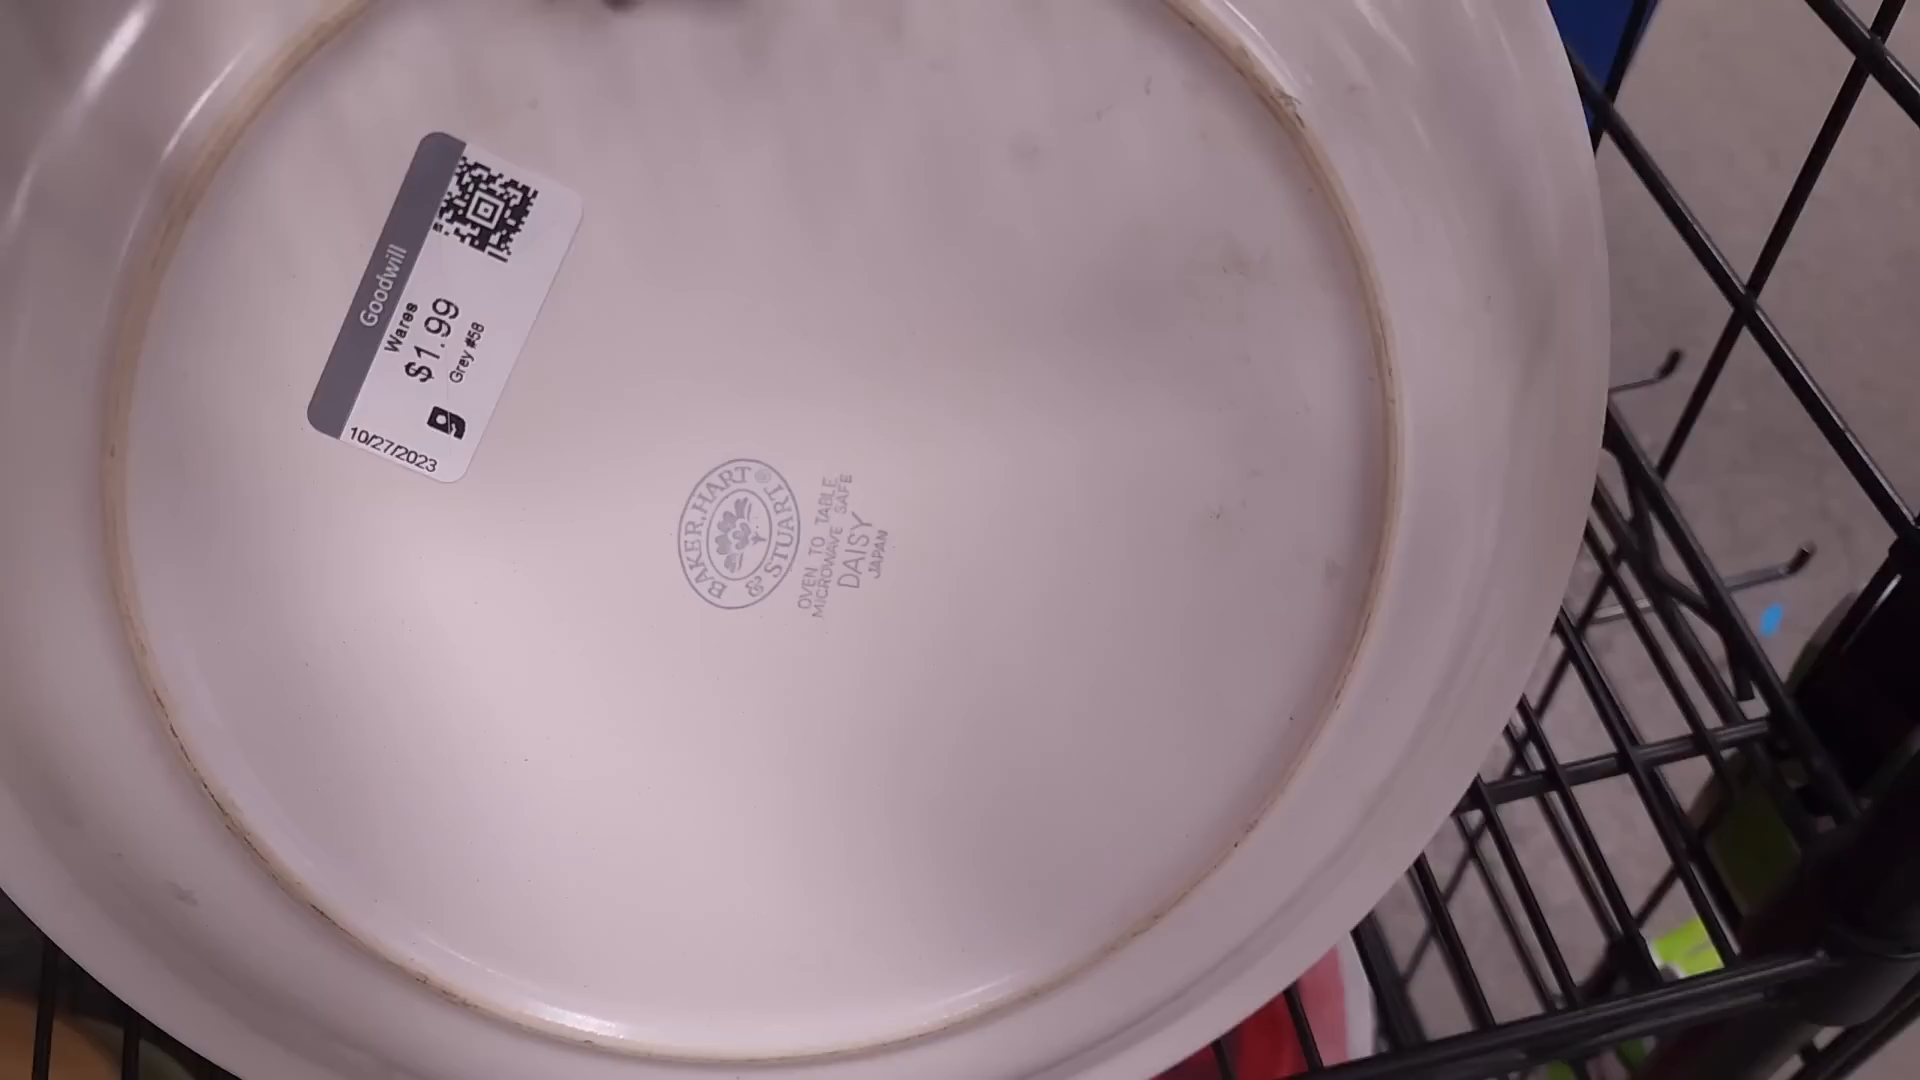 Goodwill
Wares
$1.99
Grey #58
10/27/2023
BAKER, HART
& STUART ®
OVEN TO TABLE
MICROWAVE SAFE
DAISY
JAPAN